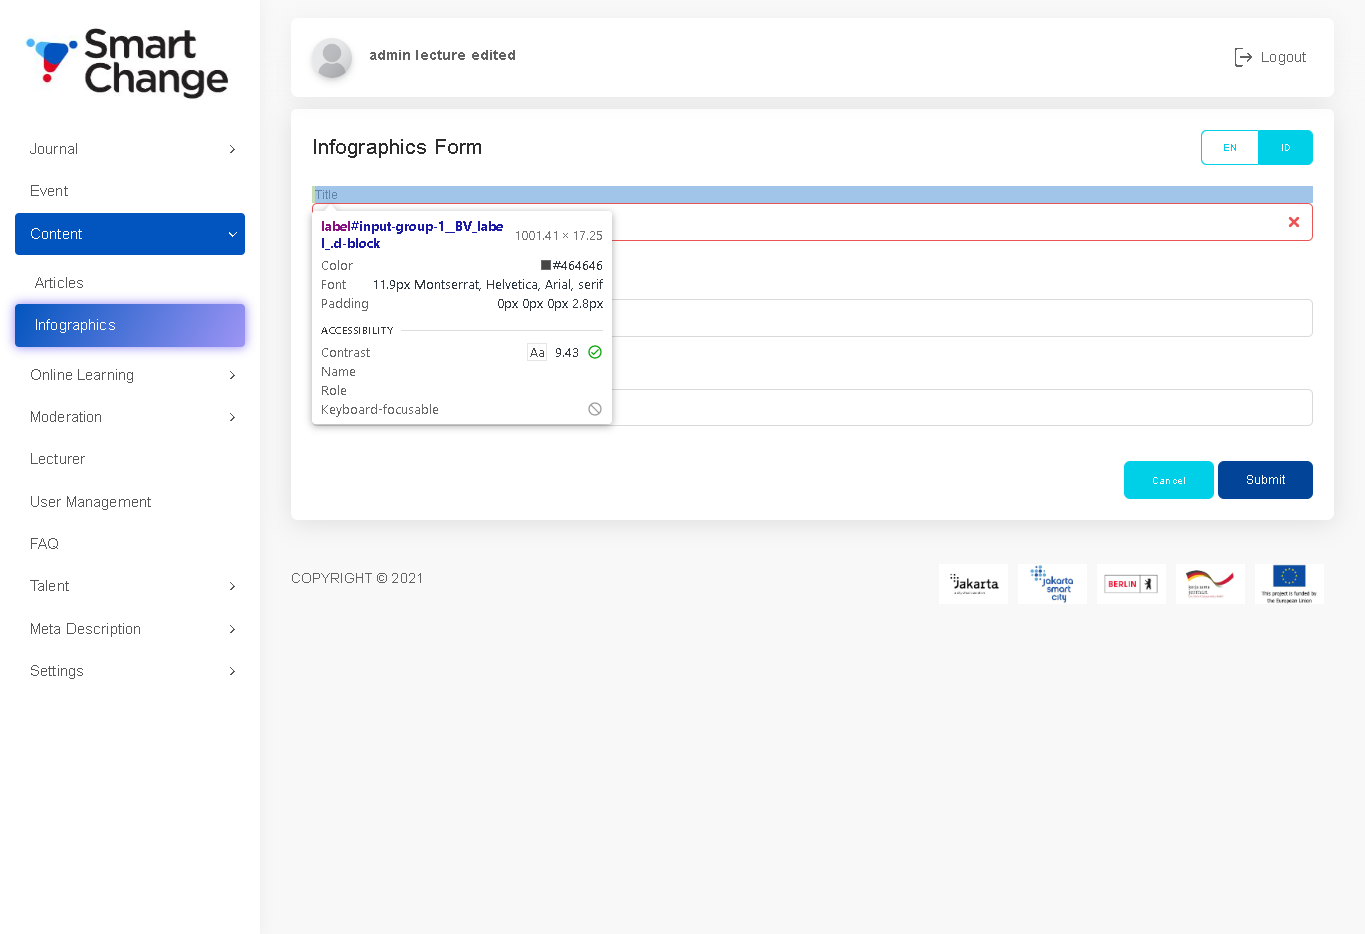 Smart
Change
admin lecture edited
Logout
Journal
Event
Content
Articles
Infographics
Online Learning
Moderation
Lecturer
User Management
FAQ
Talent
Meta Description
Settings
Infographics Form
EN
ID
Title
label#input-group-1__BV_labe
l_.d-block
1001.41 × 17.25
Color
#464646
Font
11.9px Montserrat, Helvetica, Arial, serif
Padding
0px 0px 0px 2.8px
ACCESSIBILITY
Contrast
Aa 9.43
Name
Role
Keyboard-focusable
Cancel
Submit
COPYRIGHT © 2021
jakarta
jakarta
smart
city
BERLIN
This project is funded by
the European Union